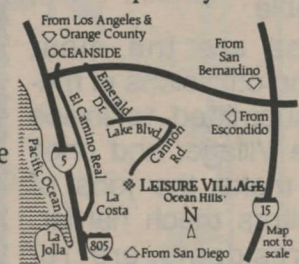 From Los Angeles &
Orange County
OCEANSIDE
From
San
Bernardino
Emerald
Dr.
From
Escondido
Lake Blvd
El Camino Real
Cannon
Rd.
Pacific Ocean
5
LEISURE VILLAGE
Ocean Hills
La
Costa
N
15
Map
not to
scale
La
Jolla
805
From San Diego